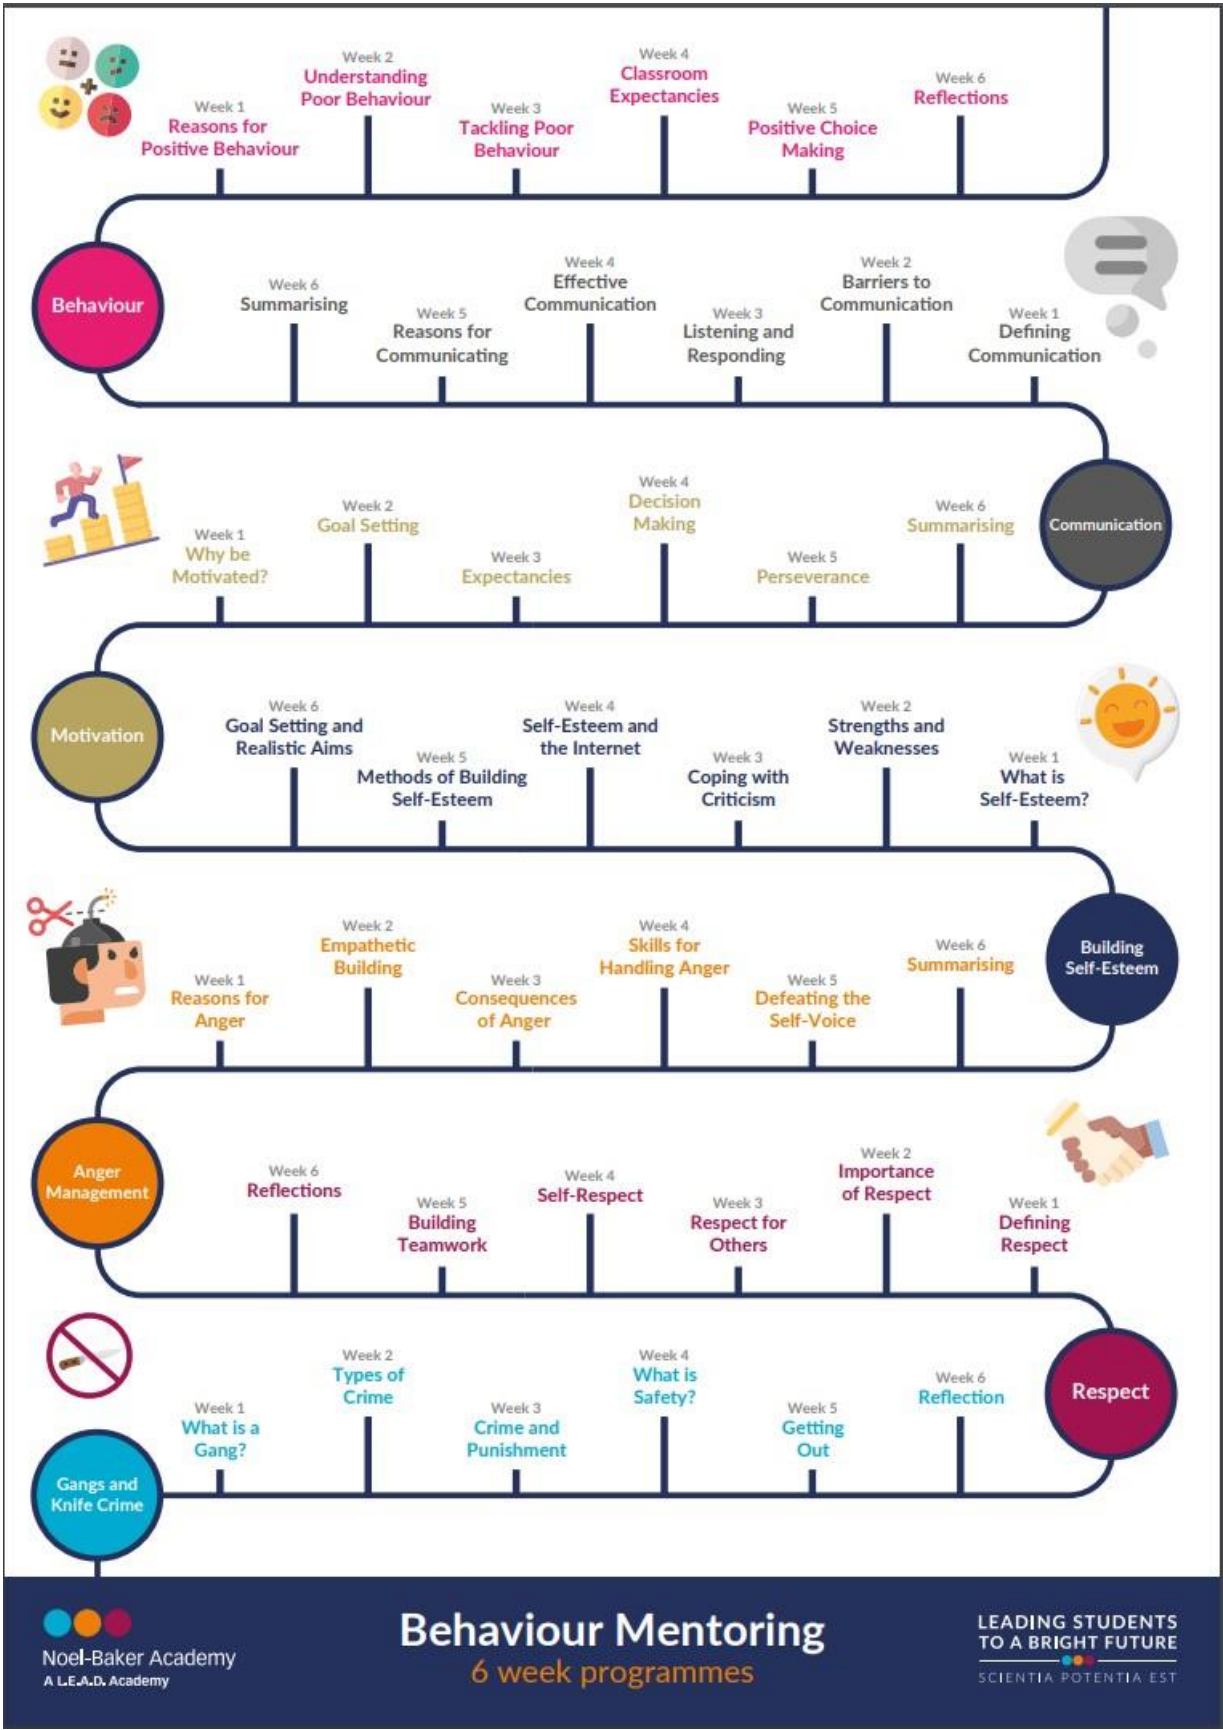 Week 1
Reasons for
Positive Behaviour
Week 2
Understanding
Poor Behaviour
Week 3
Tackling Poor
Behaviour
Week 4
Classroom
Expectancies
Week 5
Positive Choice
Making
Week 6
Reflections
Behaviour
Week 6
Summarising
Week 5
Reasons for
Communicating
Week 4
Effective
Communication
Week 3
Listening and
Responding
Week 2
Barriers to
Communication
Week 1
Defining
Communication
Communication
Week 1
Why be
Motivated?
Week 2
Goal Setting
Week 3
Expectancies
Week 4
Decision
Making
Week 5
Perseverance
Week 6
Summarising
Motivation
Week 6
Goal Setting and
Realistic Aims
Week 5
Methods of Building
Self-Esteem
Week 4
Self-Esteem and
the Internet
Week 3
Coping with
Criticism
Week 2
Strengths and
Weaknesses
Week 1
What is
Self-Esteem?
Building
Self-Esteem
Week 1
Reasons for
Anger
Week 2
Empathetic
Building
Week 3
Consequences
of Anger
Week 4
Skills for
Handling Anger
Week 5
Defeating the
Self-Voice
Week 6
Summarising
Anger
Management
Week 6
Reflections
Week 5
Building
Teamwork
Week 4
Self-Respect
Week 3
Respect for
Others
Week 2
Importance
of Respect
Week 1
Defining
Respect
Respect
Week 1
What is a
Gang?
Week 2
Types of
Crime
Week 3
Crime and
Punishment
Week 4
What is
Safety?
Week 5
Getting
Out
Week 6
Reflection
Gangs and
Knife Crime
Noel-Baker Academy
A L.E.A.D. Academy
Behaviour Mentoring
6 week programmes
LEADING STUDENTS
TO A BRIGHT FUTURE
SCIENTIA POTENTIA EST